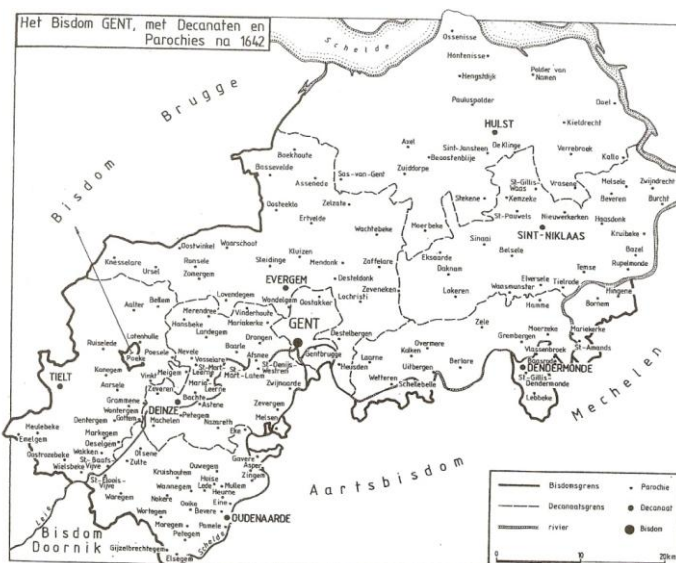 Het Bisdom GENT, met Decanaten en
Parochies na 1642
Schelde
Ossenisse
Hontenisse
Hengstdijk
Polder van
Namen
Pauluspolder
Doel
Brugge
HULST
Kieldrecht
Axel
Sint-Jansteen
De Klinge
Verrebroek
Beoostenblije
Kallo
Boekhoute
Zuiddorpe
Bassevelde
Assenede
Sas-van-Gent
St-Gillis-
Waas
Vrasene
Melsele
Zwijndrecht
Stekene
Kemzeke
Beveren
Burcht
Bisdom
Oosteeklo
Zelzate
St-Pauwels
Nieuwkerken
Haasdonk
Ertvelde
Wachtebeke
Moerbeke
SINT-NIKLAAS
Kruibeke
Oostwinkel
Waarschoot
Sinaai
Bazel
Knesselare
Ronsele
Sleidinge
Kluizen
Mendonk
Zaffelare
Eksaarde
Belsele
Rupelmonde
Ursel
Zomergem
Daknam
Temse
Desteldonk
EVERGEM
Zeveneken
Elversele
Tielrode
Lokeren
Waasmunster
Hingene
Aalter
Bellem
Lovendegem
Wondelgem
Oostakker
Lochristi
Hamme
Bornem
Merendree
Vinderhoute
Zele
Hansbeke
Mariakerke
GENT
Moerzeke
Mariekerke
Ruiselede
Lotenhulle
Landegem
Drongen
Destelbergen
Overmere
Grembergen
St-Amands
Poeke
Poesele
Nevele
Baarle
Afsnee
Gentbrugge
Laarne
Kalken
Vlassenbroek
Baasrode
TIELT
Kanegem
Vosselare
St-Denijs-
Westrem
Heusden
Uitbergen
Berlare
DENDERMONDE
Vinkt
Meigem
Wetteren
St-Gillis-
Dendermonde
Aarsele
Zeveren
Leerne
Zwijnaarde
Schellebelle
Lebbeke
Mechelen
Grammene
Bachte
Wontergem
DEINZE
Astene
Zevergem
Dentergem
Gottem
Petegem
Melsen
Meulebeke
Machelen
Nazareth
Emelgem
Markegem
Oeselgem
Eke
Wakken
Olsene
Gavere
Oostrozebeke
St-Baafs-
Vijve
Zulte
Ouwegem
Asper
Wielsbeke
Kruishoutem
Huise
Zingem
Aartsbisdom
St-Eloois-
Vijve
Wannegem
Lede
Mullem
Heurne
Waregem
Nokere
Ooike
Eine
Leie
Wortegem
Bevere
OUDENAARDE
Bisdom
Doornik
Moregem
Pamele
Petegem
Schelde
Gijzelbrechtegem
Elsegem
Bisdomsgrens
Parochie
Decanaatsgrens
Decanaat
rivier
Bisdom
0 10 20km